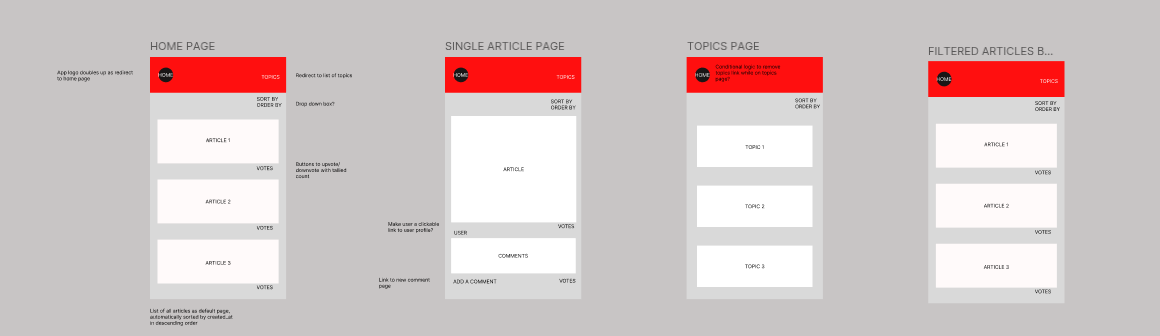 HOME PAGE
App logo doubles up as redirect
to home page
HOME
TOPICS
Redirect to list of topics
SORT BY
ORDER BY
Drop down box?
ARTICLE 1
VOTES
Buttons to upvote/
downvote with tallied
count
ARTICLE 2
VOTES
ARTICLE 3
VOTES
List of all articles as default page,
automatically sorted by created_at
in descending order
SINGLE ARTICLE PAGE
HOME
TOPICS
SORT BY
ORDER BY
ARTICLE
Make user a clickable
link to user profile?
USER
VOTES
COMMENTS
Link to new comment
page
ADD A COMMENT
VOTES
TOPICS PAGE
HOME
Conditional logic to remove
topics link while on topics
page?
SORT BY
ORDER BY
TOPIC 1
TOPIC 2
TOPIC 3
FILTERED ARTICLES B...
HOME
TOPICS
SORT BY
ORDER BY
ARTICLE 1
VOTES
ARTICLE 2
VOTES
ARTICLE 3
VOTES